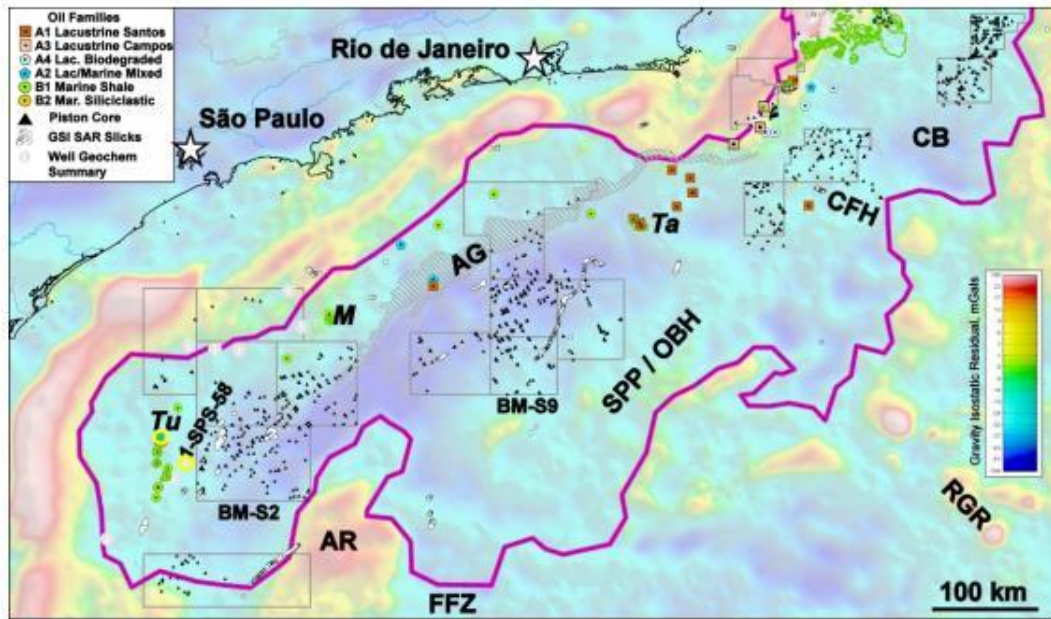 Oil Families
A1 Lacustrine Santos
A3 Lacustrine Campos
A4 Lac. Biodegraded
A2 Lac/Marine Mixed
B1 Marine Shale
B2 Mar. Siliciclastic
Piston Core
GSI SAR Slicks
Well Geochem
Summary
Rio de Janeiro
São Paulo
CB
CFH
Ta
AG
M
SPP / OBH
BM-S9
Tu
1-SPS-58
BM-S2
AR
FFZ
RGR
Gravity Isostatic Residual, mGals
100 km